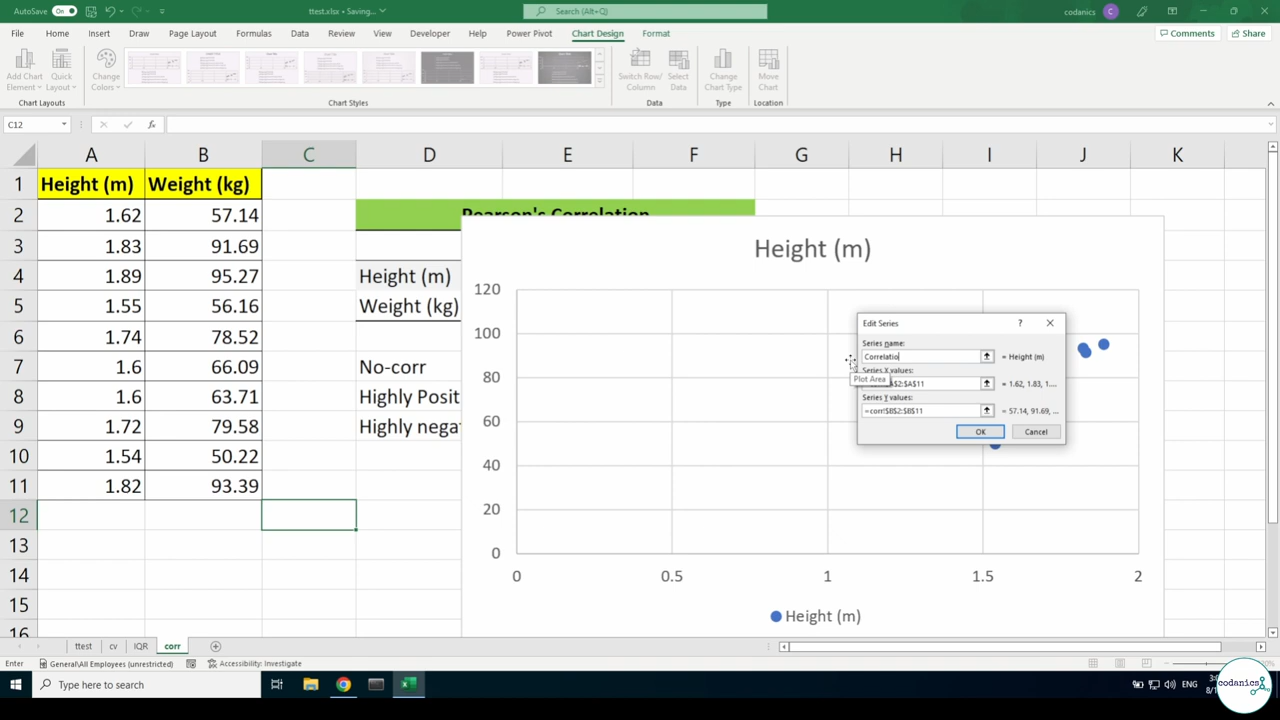 AutoSave On ttest.xlsx - Saving... Search (Alt+Q) codanics C
File Home Insert Draw Page Layout Formulas Data Review View Developer Help Power Pivot Chart Design Format Comments Share
Add Chart Element Quick Layout Change Colors Switch Row/ Column Select Data Change Chart Type Move Chart
Chart Layouts Chart Styles Data Type Location
C12 fx
A B C D E F G H I J K
1 Height (m) Weight (kg)
2 1.62 57.14 Pearson's Correlation
3 1.83 91.69
4 1.89 95.27 Height (m)
5 1.55 56.16 Weight (kg)
6 1.74 78.52
7 1.6 66.09 No-corr
8 1.6 63.71 Highly Posit
9 1.72 79.58 Highly nega
10 1.54 50.22
11 1.82 93.39
12
13
14
15
16
Height (m)
120
100
80
60
40
20
0
0 0.5 1 1.5 2
Height (m)
Edit Series ? ×
Series name:
Correlatio = Height (m)
Series X values:
$2:$A$11 = 1.62, 1.83, 1....
Series Y values:
=corr!$B$2:$B$11 = 57.14, 91.69, ...
OK Cancel
Plot Area
ttest cv IQR corr
Enter General\All Employees (unrestricted) Accessibility: Investigate
Type here to search ENG
codanics